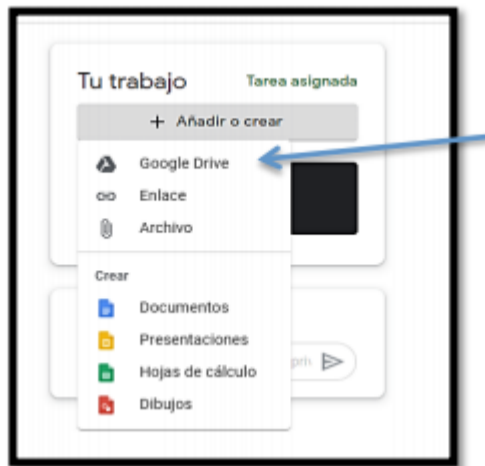 Tu trabajo
Tarea asignada
+ Añadir o crear
Google Drive
Enlace
Archivo
Crear
Documentos
Presentaciones
Hojas de cálculo
Dibujos